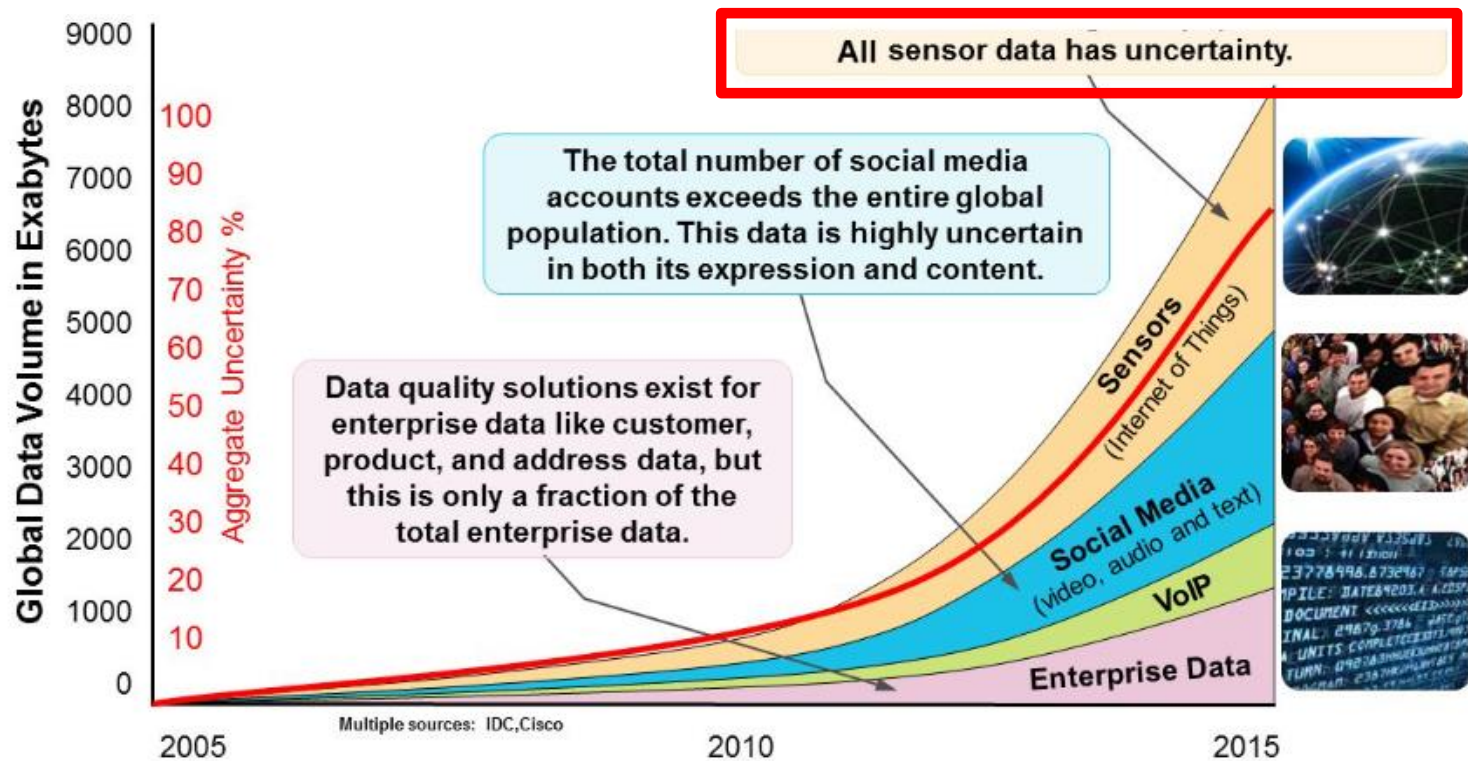 9000
8000
7000
6000
5000
4000
3000
2000
1000
0
Global Data Volume in Exabytes
100
90
80
70
60
50
40
30
20
10
Aggregate Uncertainty %
All sensor data has uncertainty.
The total number of social media
accounts exceeds the entire global
population. This data is highly uncertain
in both its expression and content.
Data quality solutions exist for
enterprise data like customer,
product, and address data, but
this is only a fraction of the
total enterprise data.
Sensors
(Internet of Things)
Social Media
(video, audio and text)
VoIP
Enterprise Data
Multiple sources: IDC,Cisco
2005
2010
2015